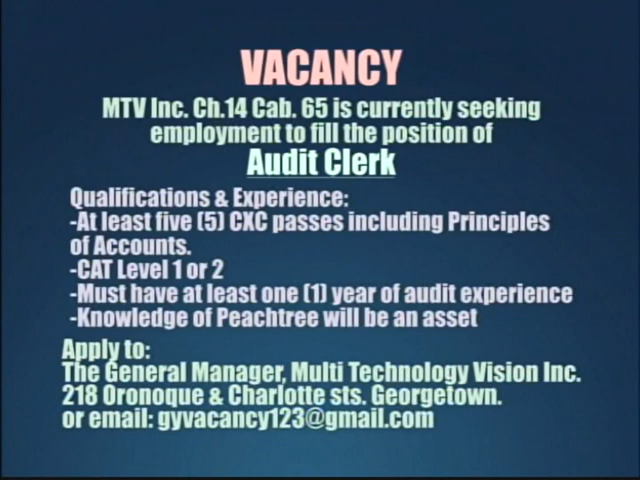 VACANCY
MTV Inc. Ch.14 Cab. 65 is currently seeking
employment to fill the position of
Audit Clerk
Qualifications & Experience:
-At least five (5) CXC passes including Principles
of Accounts.
-CAT Level 1 or 2
-Must have at least one (1) year of audit experience
-Knowledge of Peachtree will be an asset
Apply to:
The General Manager, Multi Technology Vision Inc.
218 Oronoque & Charlotte sts. Georgetown.
or email: gyvacancy123@gmail.com